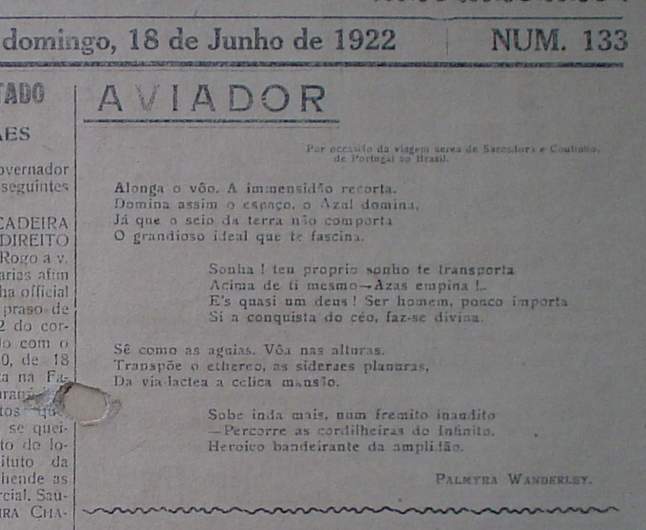 domingo, 18 de Junho de 1922 NUM. 133
TADO
AES
overnador
seguintes
CADEIRA
DIREITO
Rogo a v.
arias afim
ha official
praso de
2 do cor-
o com o
0, de 18
ta na Fa-
tos que
se quei-
to do lo-
ituto da
hende as
rcial. Sau-
IRA CHA-
AVIADOR
Por occasião da viagem aerea de Saccadura e Coutinho,
de Portugal ao Brasil.
Alonga o vôo. A immensidão recorta.
Domina assim o espaço, o Azul domina,
Já que o seio da terra não comporta
O grandioso ideal que te fascina.
Sonha ! teu proprio sonho te transporta
Acima de ti mesmo—Azas empina !..
E's quasi um deus ! Ser homem, pouco importa
Si a conquista do céo, faz-se divina.
Sê como as aguias. Vôa nas alturas.
Transpõe o ethereo, as sideraes planuras,
Da via-lactea a celica mansão.
Sobe inda mais, num fremito inaudito
—Percorre as cordilheiras do Infinito,
Heroico bandeirante da amplidão.
PALMYRA WANDERLEY.